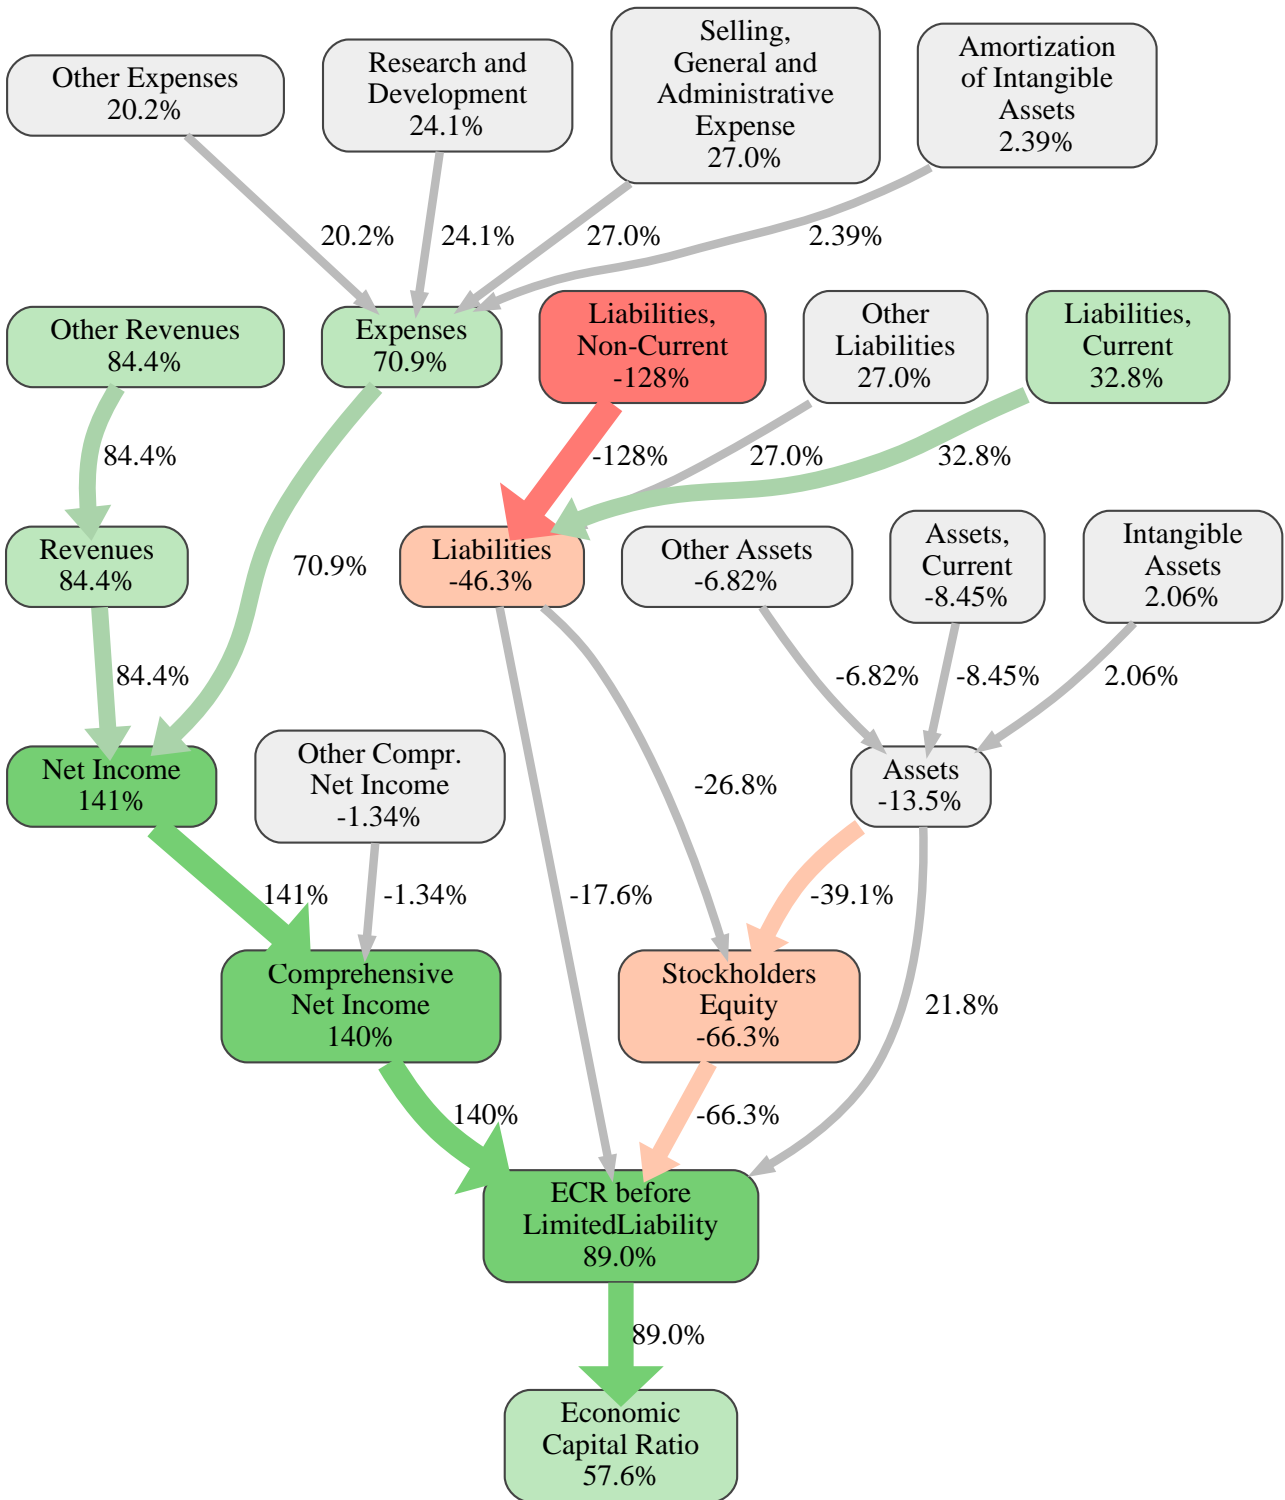 Other Expenses
20.2%
Research and
Development
24.1%
Selling,
General and
Administrative
Expense
27.0%
Amortization
of Intangible
Assets
2.39%
20.2%
24.1%
27.0%
2.39%
Other Revenues
84.4%
Expenses
70.9%
Liabilities,
Non-Current
-128%
Other
Liabilities
27.0%
Liabilities,
Current
32.8%
84.4%
-128%
27.0%
32.8%
Revenues
84.4%
70.9%
Liabilities
-46.3%
Other Assets
-6.82%
Assets,
Current
-8.45%
Intangible
Assets
2.06%
84.4%
-6.82%
-8.45%
2.06%
Net Income
141%
Other Compr.
Net Income
-1.34%
-26.8%
Assets
-13.5%
141%
-1.34%
-17.6%
-39.1%
Comprehensive
Net Income
140%
Stockholders
Equity
-66.3%
21.8%
140%
-66.3%
ECR before
LimitedLiability
89.0%
89.0%
Economic
Capital Ratio
57.6%